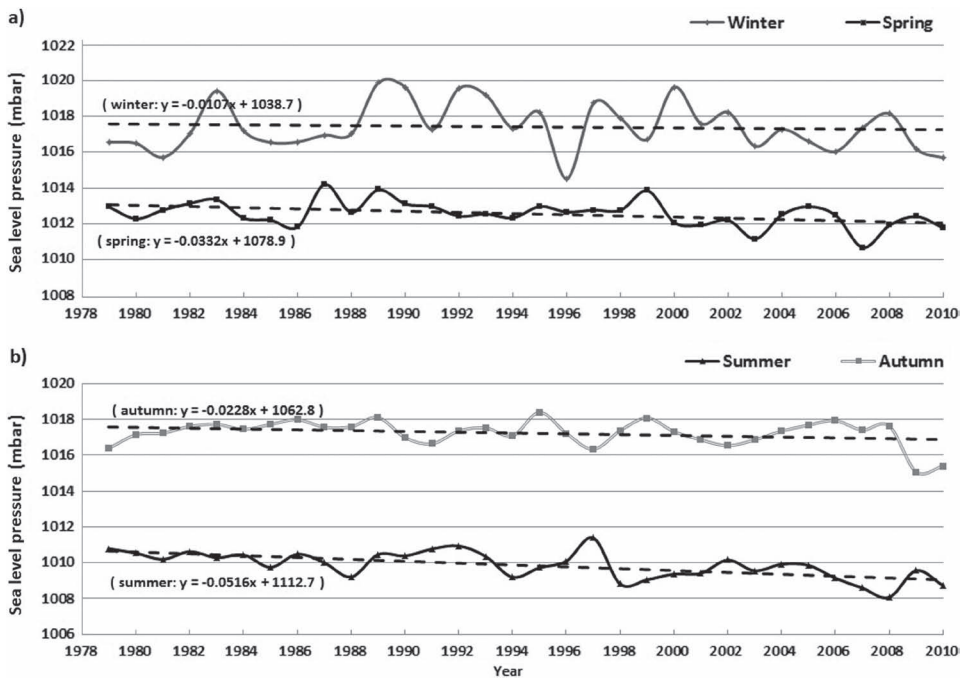 a)
Winter Spring
Sea level pressure (mbar)
1022
1020
1018
1016
1014
1012
1010
1008
( winter: y = -0.0107x + 1038.7 )
( spring: y = -0.0332x + 1078.9 )
1978 1980 1982 1984 1986 1988 1990 1992 1994 1996 1998 2000 2002 2004 2006 2008 2010
b)
Summer Autumn
Sea level pressure (mbar)
1020
1018
1016
1014
1012
1010
1008
1006
( autumn: y = -0.0228x + 1062.8 )
( summer: y = -0.0516x + 1112.7 )
1978 1980 1982 1984 1986 1988 1990 1992 1994 1996 1998 2000 2002 2004 2006 2008 2010
Year